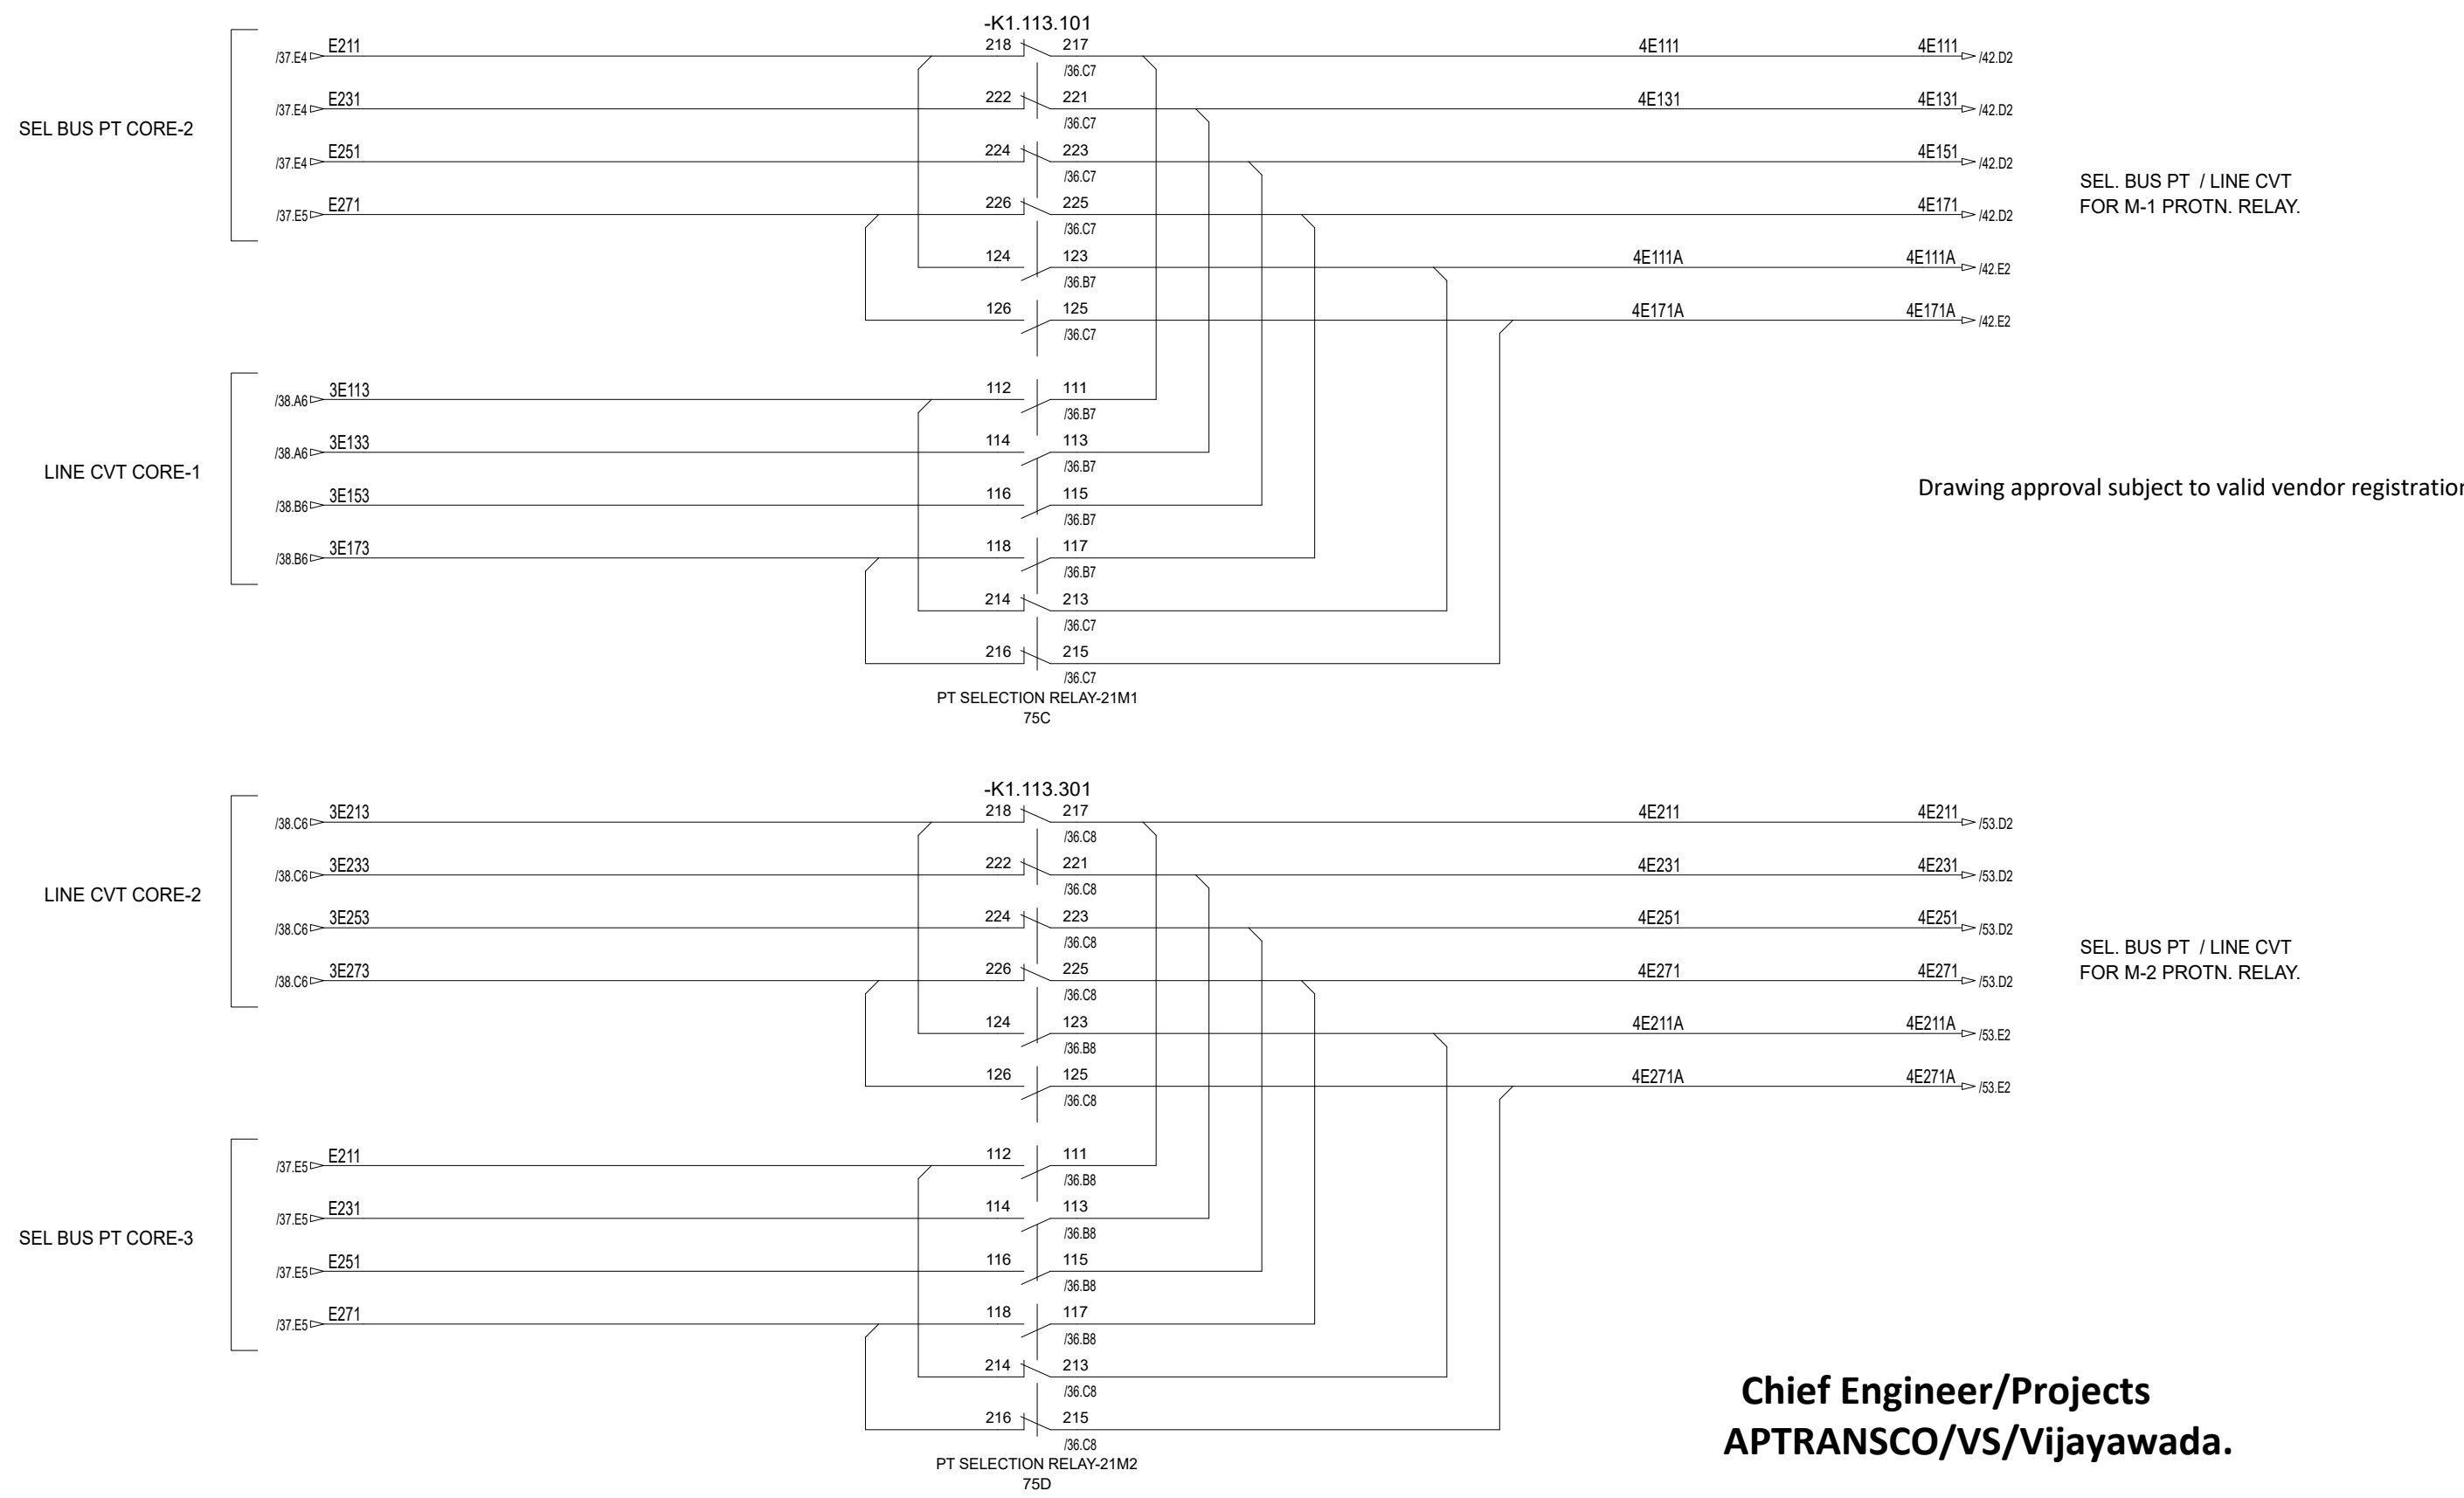 -K1.113.101
/37.E4 E211 218 217 4E111 4E111 /42.D2
/36.C7
/37.E4 E231 222 221 4E131 4E131 /42.D2
/36.C7
SEL BUS PT CORE-2
/37.E4 E251 224 223 4E151 /42.D2
/36.C7
/37.E5 E271 226 225 4E171 /42.D2
/36.C7
SEL. BUS PT / LINE CVT
FOR M-1 PROTN. RELAY.
124 123 4E111A 4E111A /42.E2
/36.B7
126 125 4E171A 4E171A /42.E2
/36.C7
/38.A6 3E113 112 111
/36.B7
/38.A6 3E133 114 113
/36.B7
LINE CVT CORE-1
/38.B6 3E153 116 115
/36.B7
Drawing approval subject to valid vendor registration
/38.B6 3E173 118 117
/36.B7
214 213
/36.C7
216 215
/36.C7
PT SELECTION RELAY-21M1
75C
-K1.113.301
/38.C6 3E213 218 217 4E211 4E211 /53.D2
/36.C8
/38.C6 3E233 222 221 4E231 4E231 /53.D2
/36.C8
LINE CVT CORE-2
/38.C6 3E253 224 223 4E251 4E251 /53.D2
/36.C8
/38.C6 3E273 226 225 4E271 4E271 /53.D2
/36.C8
SEL. BUS PT / LINE CVT
FOR M-2 PROTN. RELAY.
124 123 4E211A 4E211A /53.E2
/36.B8
126 125 4E271A 4E271A /53.E2
/36.C8
/37.E5 E211 112 111
/36.B8
/37.E5 E231 114 113
/36.B8
SEL BUS PT CORE-3
/37.E5 E251 116 115
/36.B8
/37.E5 E271 118 117
/36.B8
214 213
/36.C8
216 215
/36.C8
PT SELECTION RELAY-21M2
75D
Chief Engineer/Projects
APTRANSCO/VS/Vijayawada.